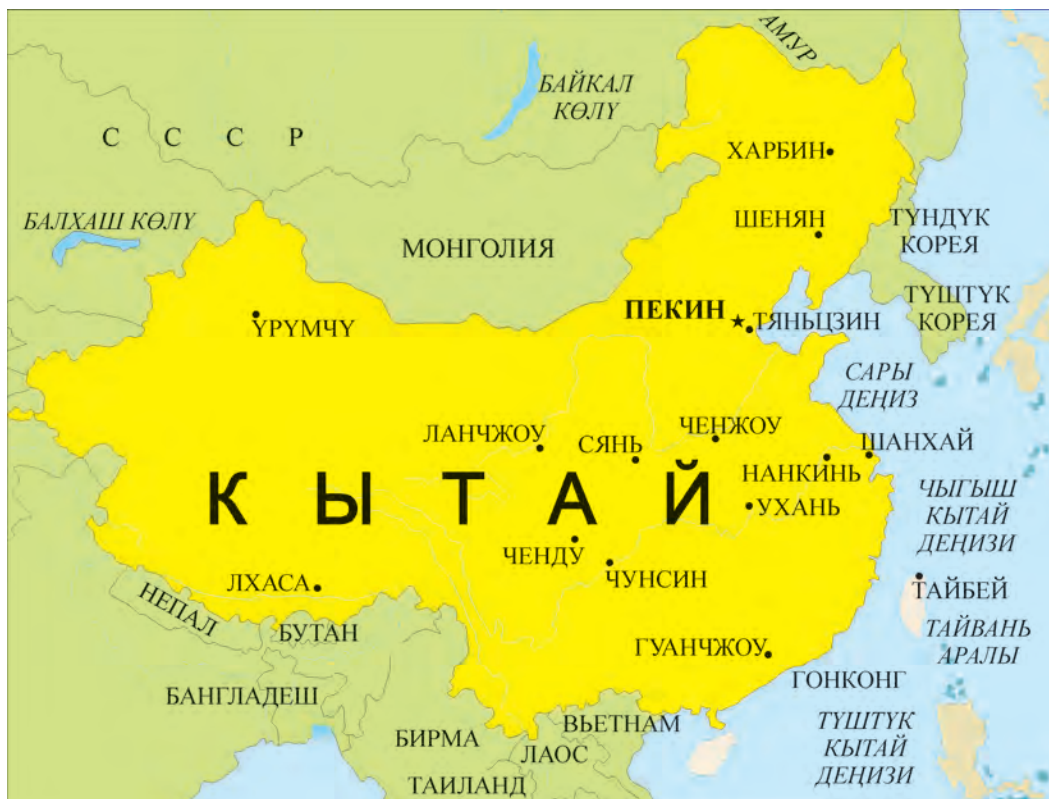 АМУР
БАЙКАЛ
КӨЛҮ
С С С Р
ХАРБИН
БАЛХАШ КӨЛҮ
ШЕНЯН
ТҮНДҮК
КОРЕЯ
МОНГОЛИЯ
ТҮШТҮК
КОРЕЯ
ПЕКИН
ТЯНЬЦЗИН
ҮРҮМЧҮ
САРЫ
ДЕҢИЗ
ЛАНЧЖОУ
СЯНЬ
ЧЕНЖОУ
ШАНХАЙ
НАНКИНЬ
К Ы Т А Й
УХАНЬ
ЧЫГЫШ
КЫТАЙ
ДЕҢИЗИ
ЧЕНДУ
ЧУНСИН
ЛХАСА
ТАЙБЕЙ
НЕПАЛ
БУТАН
ТАЙВАНЬ
АРАЛЫ
ГУАНЧЖОУ
ГОНКОНГ
БАНГЛАДЕШ
ВЬЕТНАМ
БИРМА
ЛАОС
ТАИЛАНД
ТҮШТҮК
КЫТАЙ
ДЕҢИЗИ